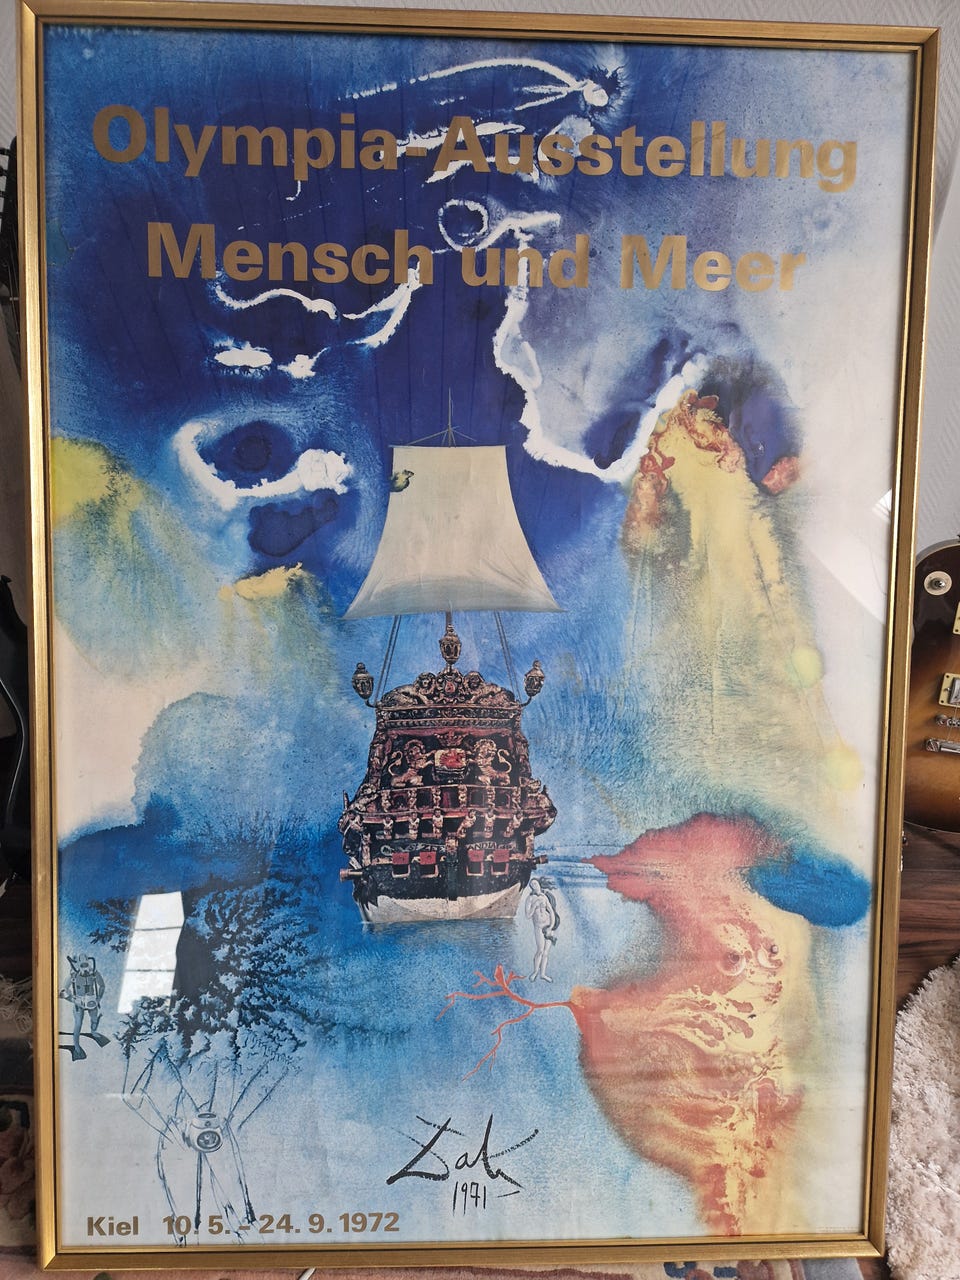 Olympia-Ausstellung
Mensch und Meer
Dalí
1971
Kiel 10. 5. - 24. 9. 1972